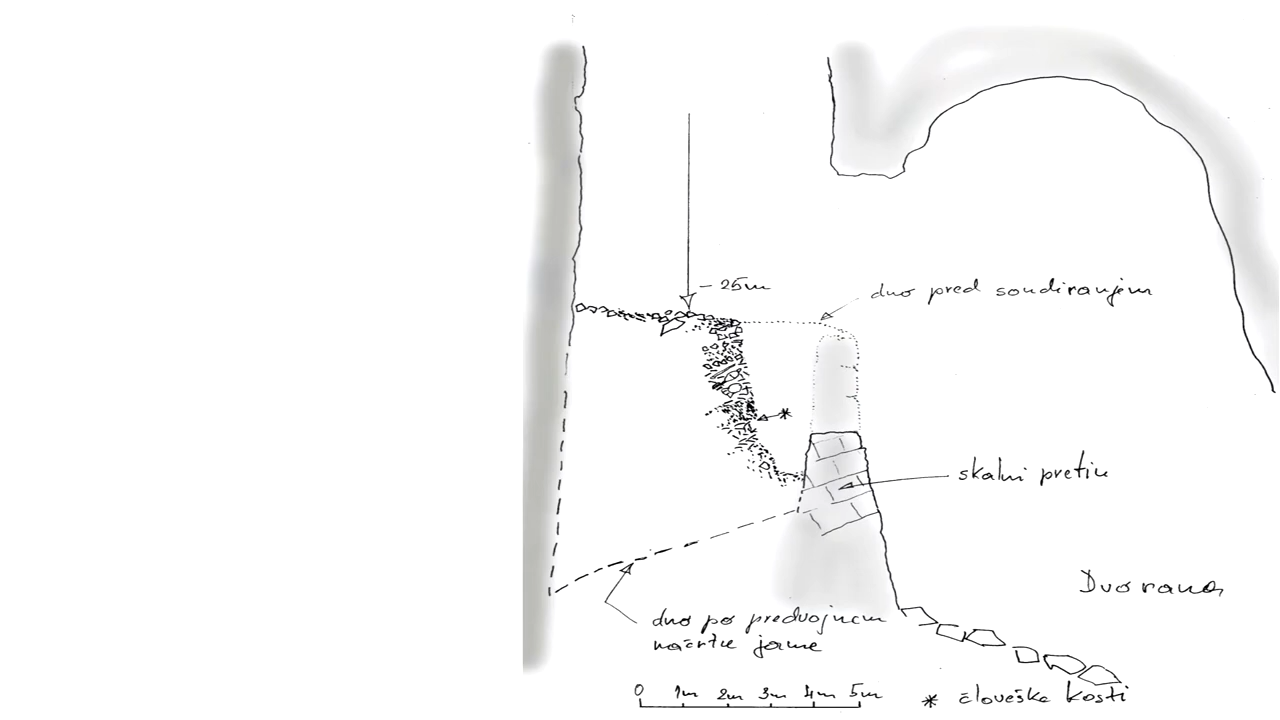 - 25m
dno pred sondiranjem
skalni pretin
Dvorana
dno po predvojnem
načrtu jame
0 1m 2m 3m 4m 5m
* človeške kosti